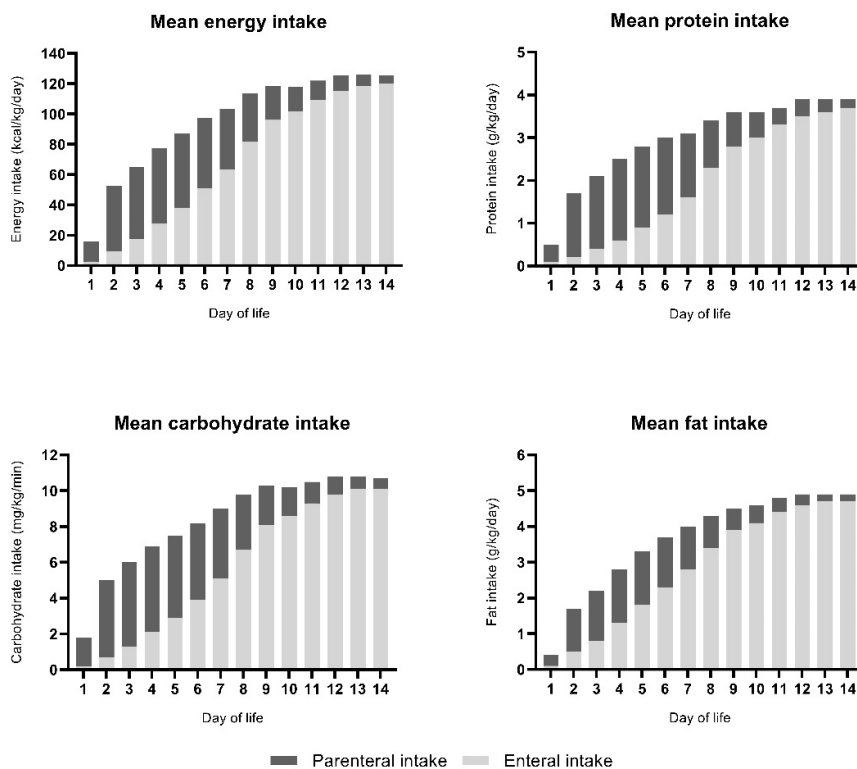 Mean energy intake
Energy intake (kcal/kg/day)
140
120
100
80
60
40
20
0
1 2 3 4 5 6 7 8 9 10 11 12 13 14
Day of life
Mean protein intake
Protein intake (g/kg/day)
5
4
3
2
1
0
1 2 3 4 5 6 7 8 9 10 11 12 13 14
Day of life
Mean carbohydrate intake
Carbohydrate intake (mg/kg/min)
12
10
8
6
4
2
0
1 2 3 4 5 6 7 8 9 10 11 12 13 14
Day of life
Mean fat intake
Fat intake (g/kg/day)
6
5
4
3
2
1
0
1 2 3 4 5 6 7 8 9 10 11 12 13 14
Day of life
Parenteral intake Enteral intake